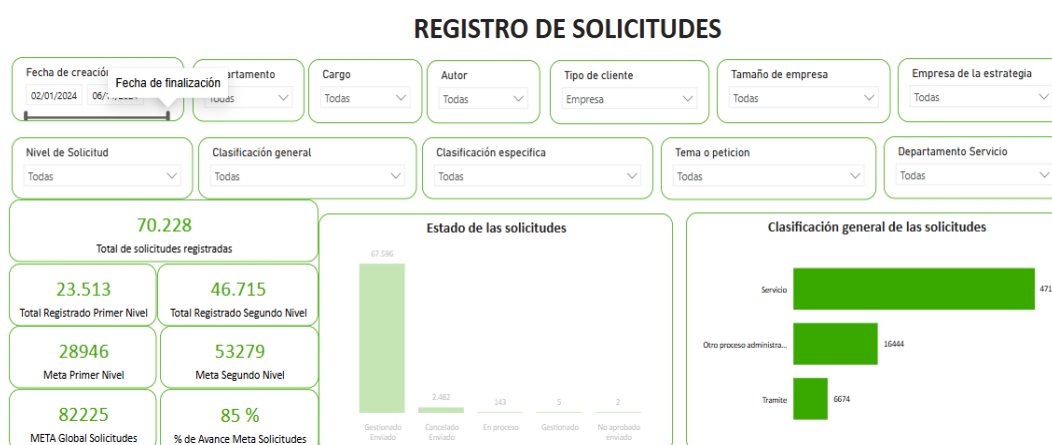 REGISTRO DE SOLICITUDES
Fecha de creación
Fecha de finalización
Cargo
Autor
Tipo de cliente
Tamaño de empresa
Empresa de la estrategia
02/01/2024
Todas
Todas
Todas
Empresa
Todas
Todas
Nivel de Solicitud
Clasificación general
Clasificación especifica
Tema o peticion
Departamento Servicio
Todas
Todas
Todas
Todas
Todas
70.228
Total de solicitudes registradas
23.513
Total Registrado Primer Nivel
46.715
Total Registrado Segundo Nivel
28946
Meta Primer Nivel
53279
Meta Segundo Nivel
82225
META Global Solicitudes
85 %
% de Avance Meta Solicitudes
Estado de las solicitudes
67.596
2.482
143
5
2
Gestionado
Enviado
Cancelado
Enviado
En proceso
Gestionado
No aprobado
enviado
Clasificación general de las solicitudes
Servicio
471
Otro proceso administra...
16444
Tramite
6674